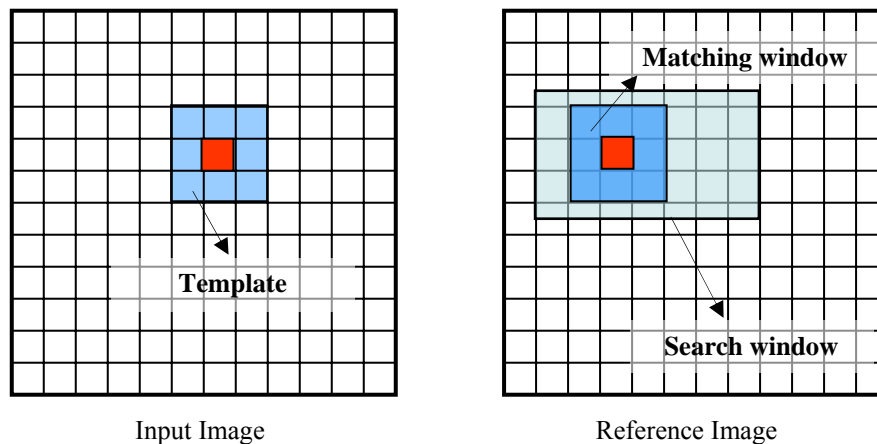 Matching window
Template
Search window
Input Image
Reference Image